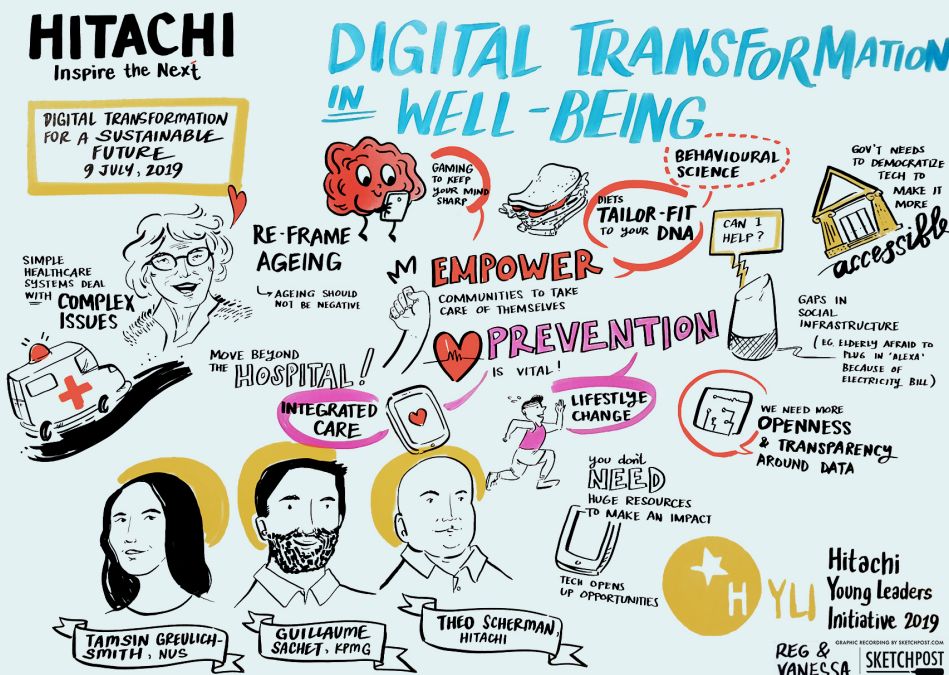 HITACHI
Inspire the Next
DIGITAL TRANSFORMATION
IN WELL-BEING
DIGITAL TRANSFORMATION
FOR A SUSTAINABLE
FUTURE
9 JULY, 2019
GAMING
TO KEEP
YOUR MIND
SHARP
BEHAVIOURAL
SCIENCE
DIETS
TAILOR-FIT
TO YOUR DNA
GOV'T NEEDS
TO DEMOCRATIZE
TECH TO
MAKE IT
MORE
accessible
CAN I
HELP?
RE-FRAME
AGEING
AGEING SHOULD
NOT BE NEGATIVE
EMPOWER
COMMUNITIES TO TAKE
CARE OF THEMSELVES
SIMPLE
HEALTHCARE
SYSTEMS DEAL
WITH COMPLEX
ISSUES
PREVENTION
IS VITAL!
GAPS IN
SOCIAL
INFRASTRUCTURE
(EG. ELDERLY AFRAID TO
PLUG IN 'ALEXA'
BECAUSE OF
ELECTRICITY BILL)
MOVE BEYOND
THE HOSPITAL!
INTEGRATED
CARE
LIFESTLYE
CHANGE
WE NEED MORE
OPENNESS
& TRANSPARENCY
AROUND DATA
you don't
NEED
HUGE RESOURCES
TO MAKE AN IMPACT
TECH OPENS
UP OPPORTUNITIES
TAMSIN GREULICH-
SMITH, NUS
GUILLAUME
SACHET, KPMG
THEO SCHERMAN,
HITACHI
H YLI
Hitachi
Young Leaders
Initiative 2019
GRAPHIC RECORDING BY SKETCHPOST.COM
REG &
VANESSA
SKETCHPOST